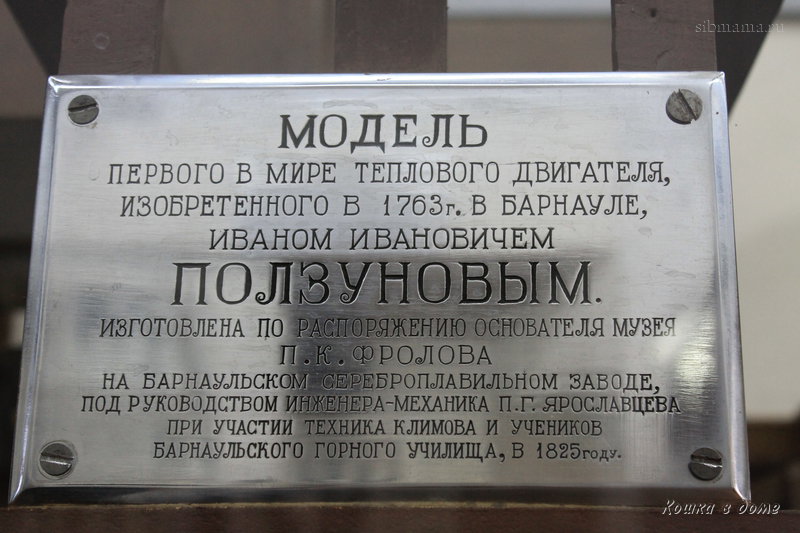 sibmama.ru
МОДЕЛЬ
ПЕРВОГО В МИРЕ ТЕПЛОВОГО ДВИГАТЕЛЯ,
ИЗОБРЕТЕННОГО В 1763г. В БАРНАУЛЕ,
ИВАНОМ ИВАНОВИЧЕМ
ПОЛЗУНОВЫМ.
ИЗГОТОВЛЕНА ПО РАСПОРЯЖЕНИЮ ОСНОВАТЕЛЯ МУЗЕЯ
П.К.ФРОЛОВА
НА БАРНАУЛЬСКОМ СЕРЕБРОПЛАВИЛЬНОМ ЗАВОДЕ,
ПОД РУКОВОДСТВОМ ИНЖЕНЕРА-МЕХАНИКА П.Г. ЯРОСЛАВЦЕВА
ПРИ УЧАСТИИ ТЕХНИКА КЛИМОВА И УЧЕНИКОВ
БАРНАУЛЬСКОГО ГОРНОГО УЧИЛИЩА, В 1825 году.
Кошка в доме